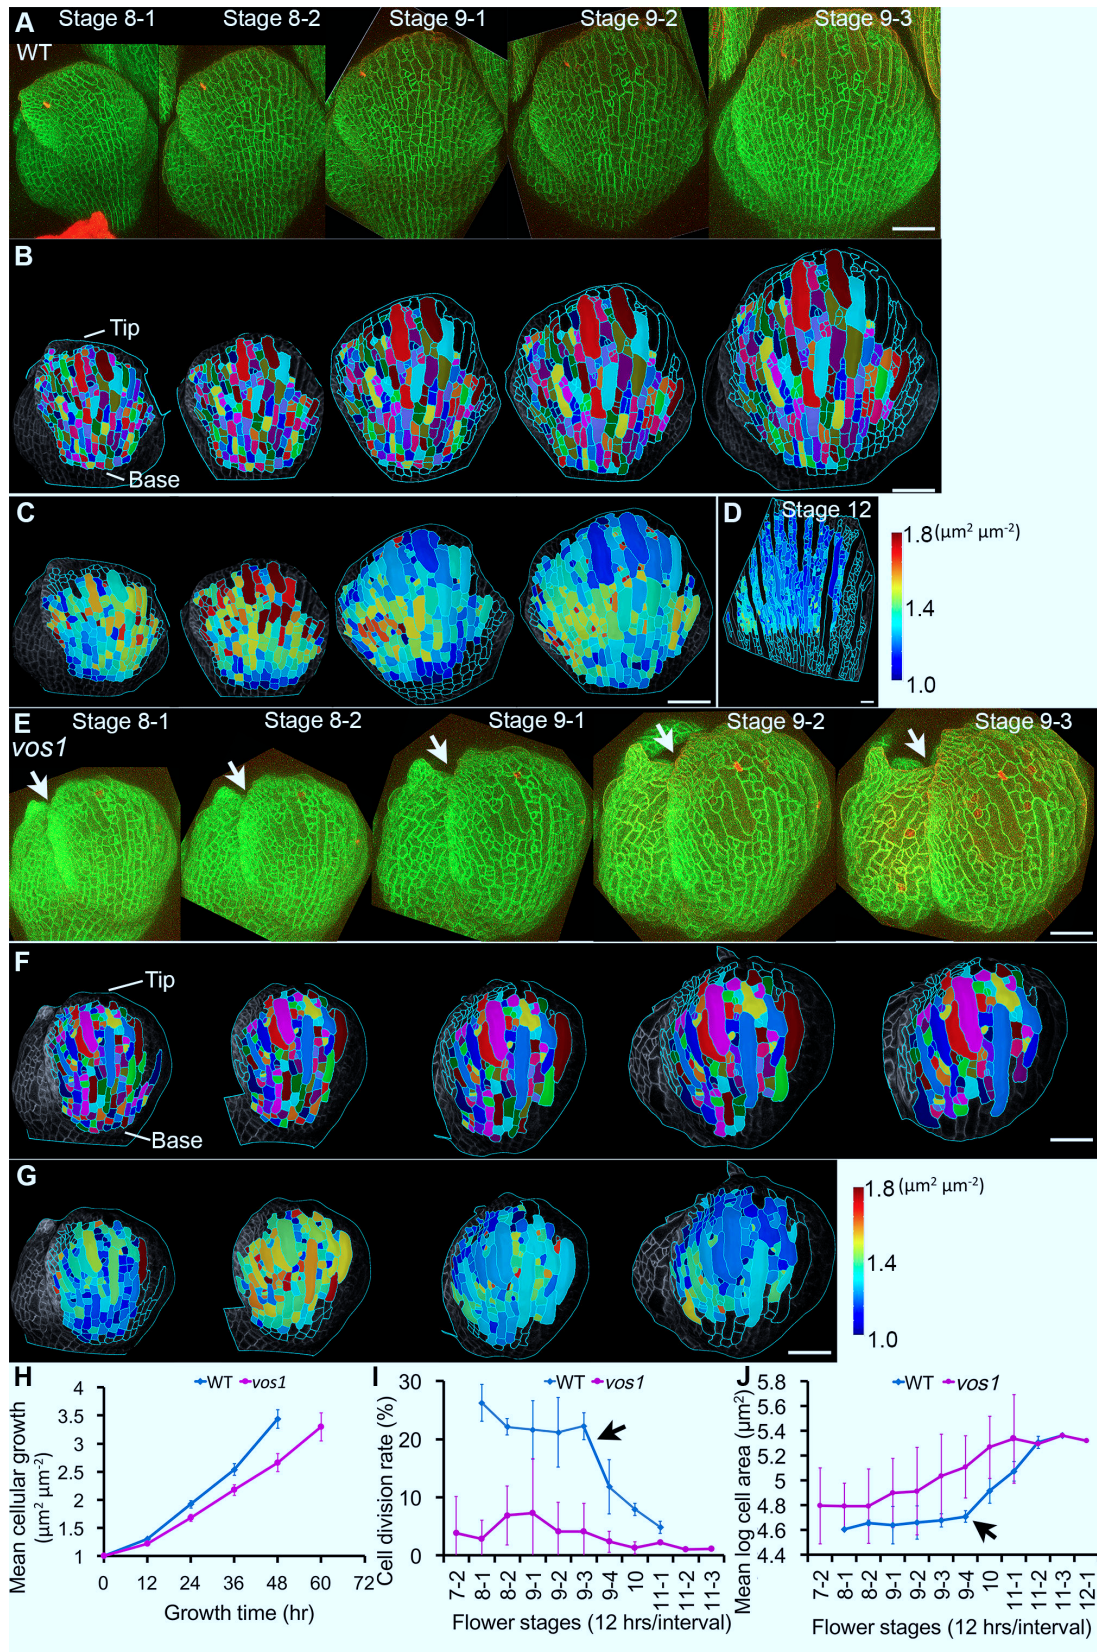 A
Stage 8-1 Stage 8-2 Stage 9-1 Stage 9-2 Stage 9-3
WT
B
Tip
Base
C
D
Stage 12
1.8 (μm² μm⁻²)
1.4
1.0
E
Stage 8-1 Stage 8-2 Stage 9-1 Stage 9-2 Stage 9-3
vos1
F
Tip
Base
G
1.8 (μm² μm⁻²)
1.4
1.0
H
WT vos1
Mean cellular growth
(μm² μm⁻²)
4
3.5
3
2.5
2
1.5
1
0 12 24 36 48 60 72
Growth time (hr)
I
WT vos1
Cell division rate (%)
30
20
10
0
7-2 8-1 8-2 9-1 9-2 9-3 9-4 10 11-1 11-2 11-3
Flower stages (12 hrs/interval)
J
WT vos1
Mean log cell area (μm²)
5.8
5.6
5.4
5.2
5
4.8
4.6
4.4
7-2 8-1 8-2 9-1 9-2 9-3 9-4 10 11-1 11-2 11-3 12-1
Flower stages (12 hrs/interval)